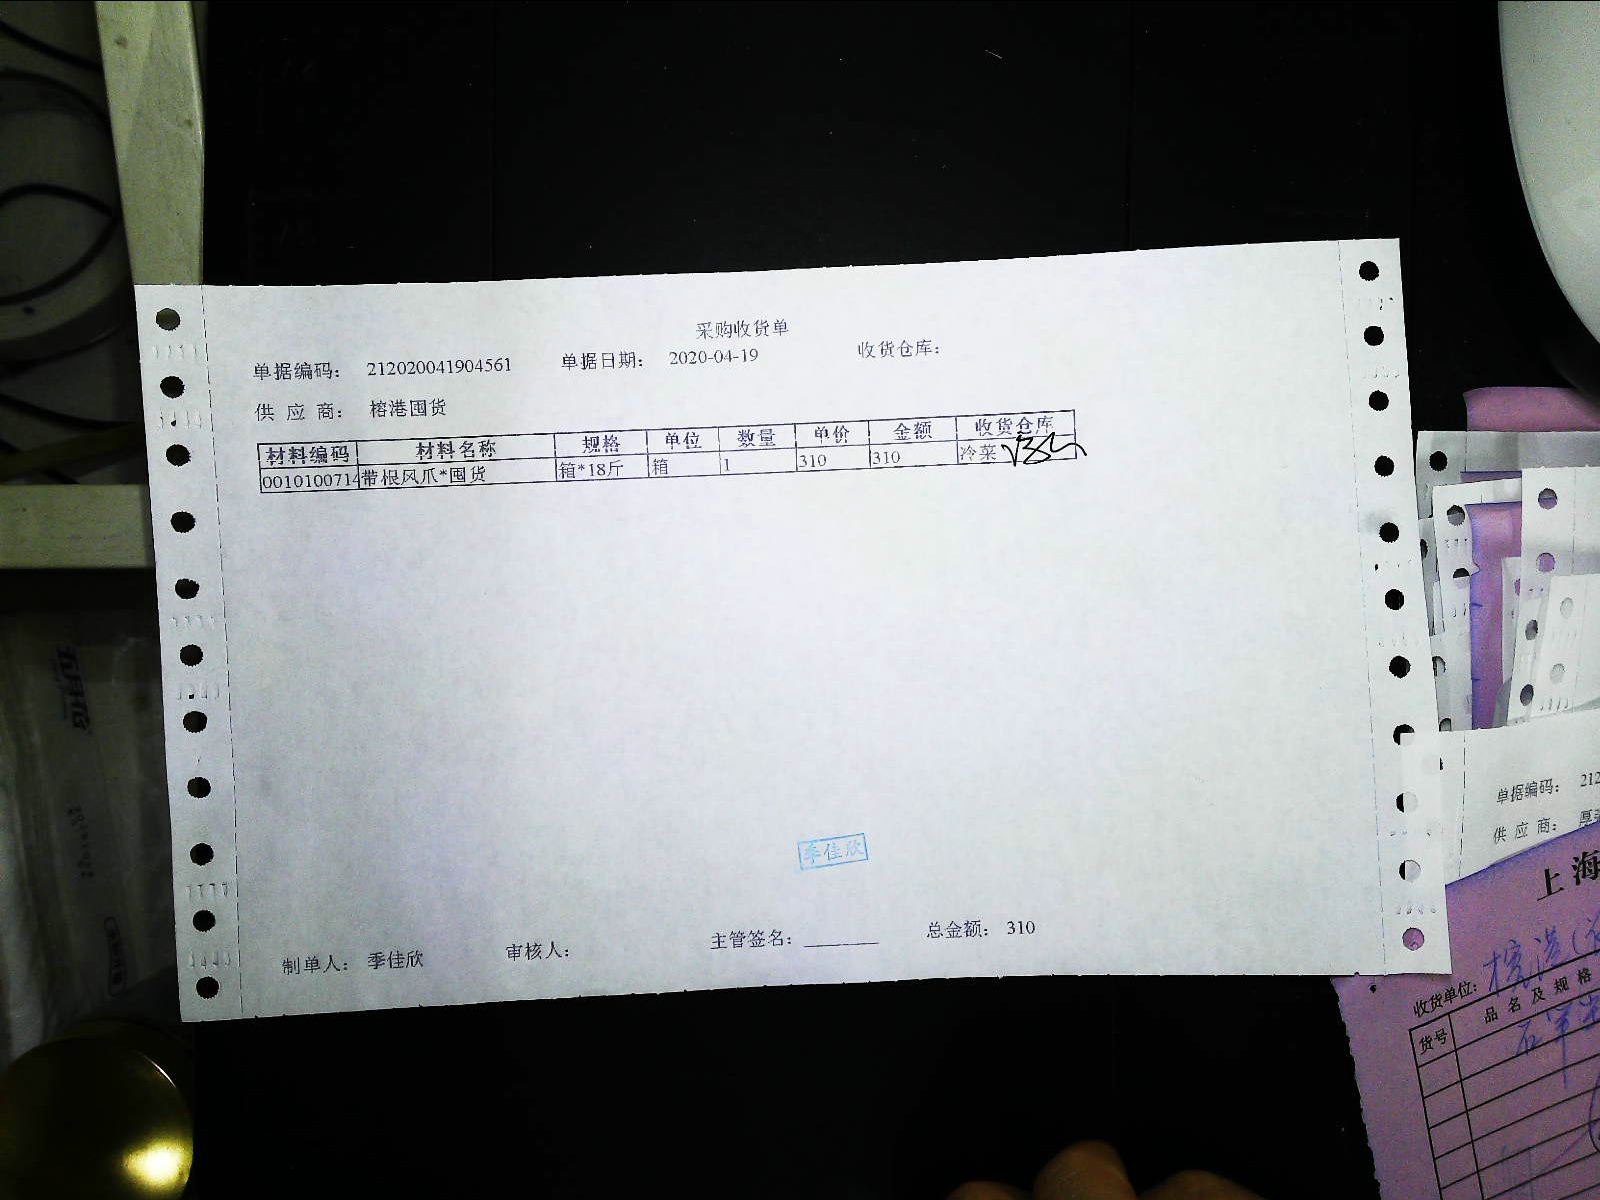 采购收货单
单据编码: 212020041904561 单据日期: 2020-04-19 收货仓库:
供 应 商: 榕港囤货
材料编码 材料名称 规格 单位 数量 单价 金额 收货仓库
0010100714 带根风爪*囤货 箱*18斤 箱 1 310 310 冷菜
季佳欣
制单人: 季佳欣 审核人: 主管签名: ______ 总金额: 310
单据编码: 212
供 应 商:
上海
收货单位: 榕港
货号 品名及规格